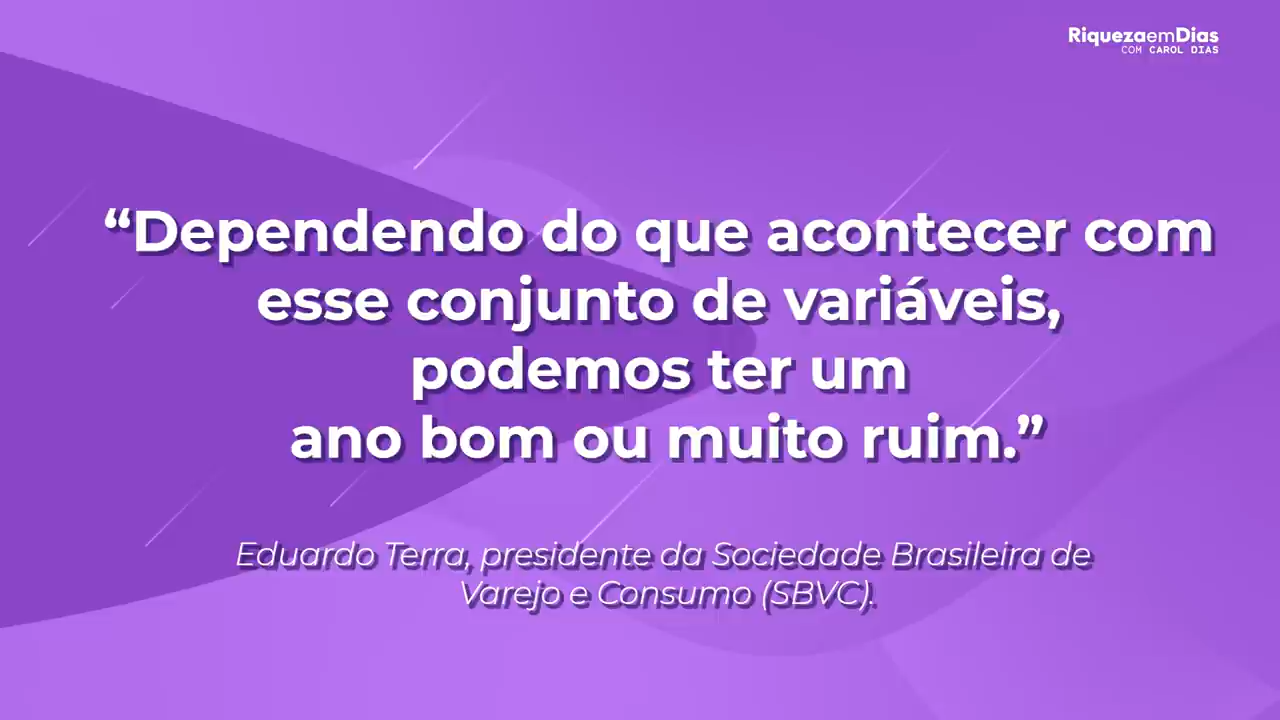 RiquezaemDias
COM CAROL DIAS
“Dependendo do que acontecer com
esse conjunto de variáveis,
podemos ter um
ano bom ou muito ruim.”
Eduardo Terra, presidente da Sociedade Brasileira de
Varejo e Consumo (SBVC).